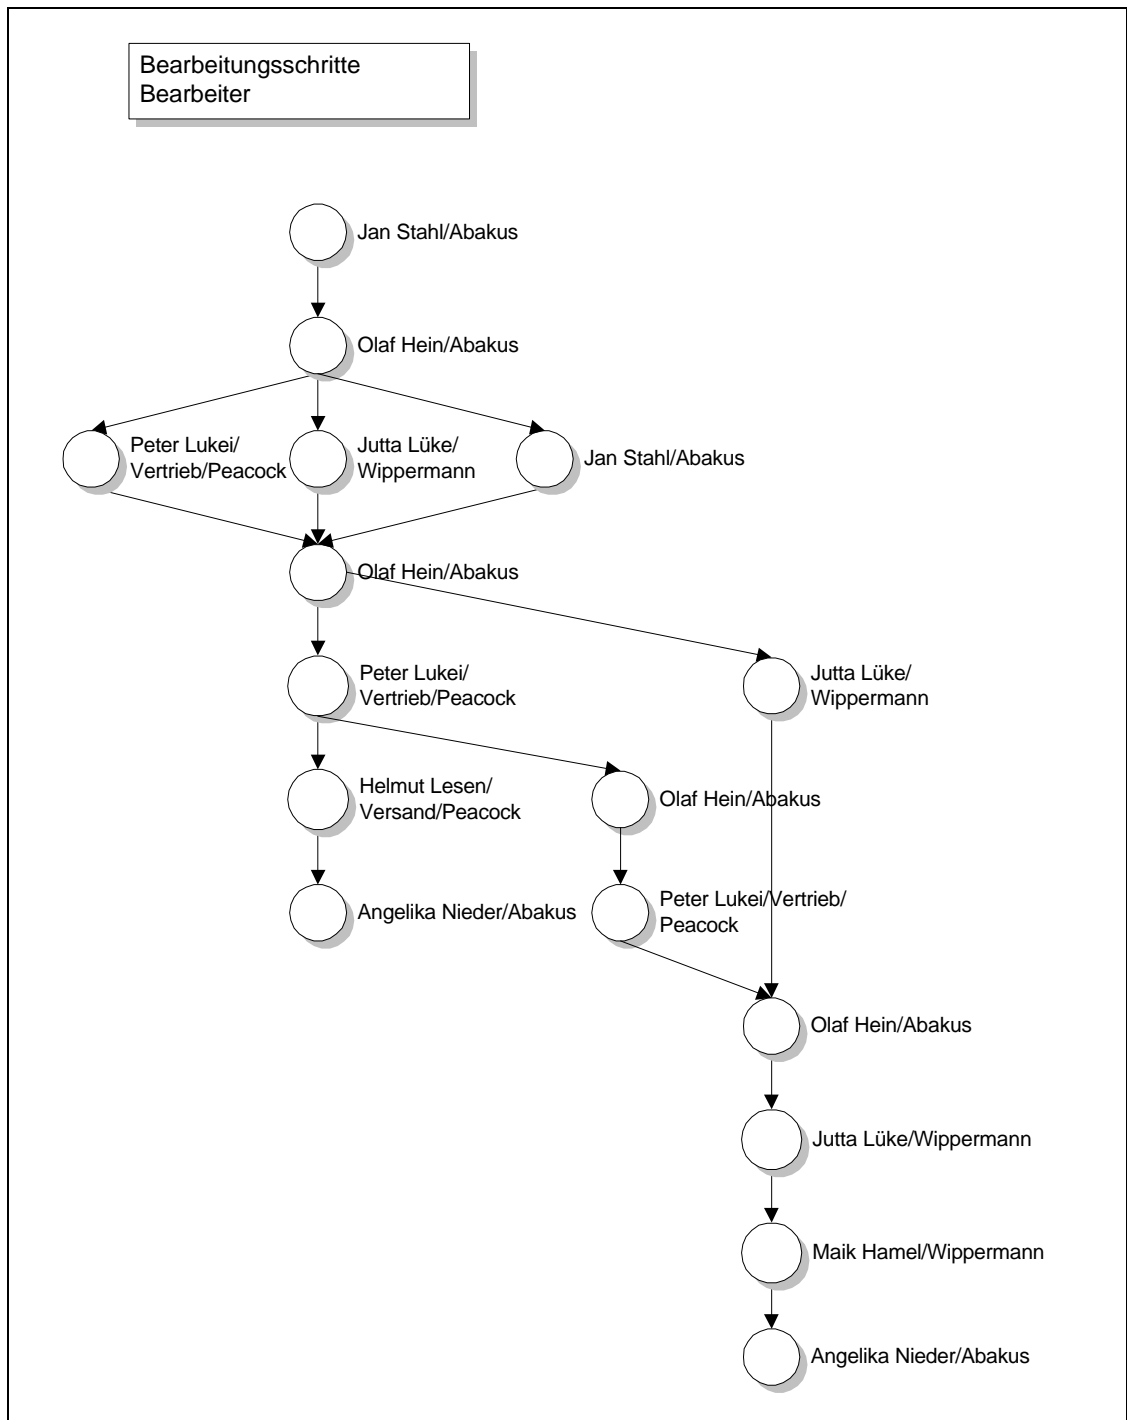 Bearbeitungsschritte
Bearbeiter
Jan Stahl/Abakus
Olaf Hein/Abakus
Peter Lukei/
Vertrieb/Peacock
Jutta Lüke/
Wippermann
Jan Stahl/Abakus
Olaf Hein/Abakus
Peter Lukei/
Vertrieb/Peacock
Jutta Lüke/
Wippermann
Helmut Lesen/
Versand/Peacock
Olaf Hein/Abakus
Angelika Nieder/Abakus
Peter Lukei/Vertrieb/
Peacock
Olaf Hein/Abakus
Jutta Lüke/Wippermann
Maik Hamel/Wippermann
Angelika Nieder/Abakus